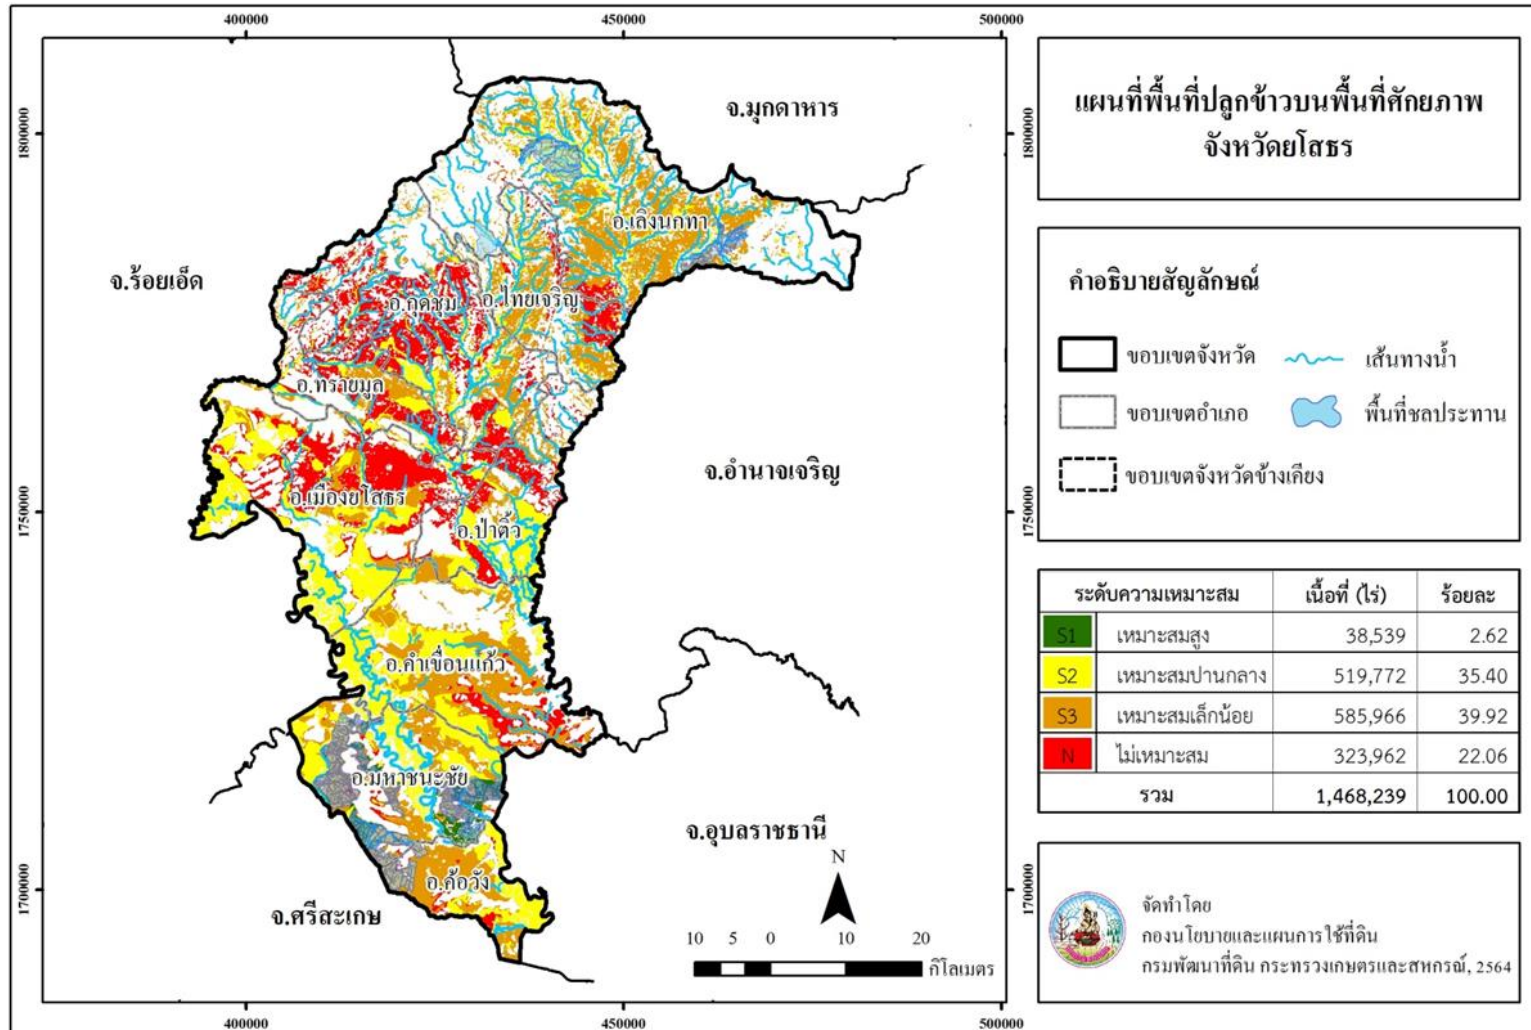 400000
450000
500000
1800000
1750000
1700000
1800000
1750000
1700000
400000
450000
500000
จ.มุกดาหาร
จ.ร้อยเอ็ด
จ.อำนาจเจริญ
จ.อุบลราชธานี
จ.ศรีสะเกษ
อ.เลิงนกทา
อ.กุดชุม
อ.ไทยเจริญ
อ.ทรายมูล
อ.เมืองยโสธร
อ.ป่าติ้ว
อ.คำเขื่อนแก้ว
อ.มหาชนะชัย
อ.ค้อวัง
N
10 5 0 10 20
กิโลเมตร
แผนที่พื้นที่ปลูกข้าวบนพื้นที่ศักยภาพ
จังหวัดยโสธร
คำอธิบายสัญลักษณ์
ขอบเขตจังหวัด เส้นทางน้ำ
ขอบเขตอำเภอ พื้นที่ชลประทาน
ขอบเขตจังหวัดข้างเคียง
ระดับความเหมาะสม เนื้อที่ (ไร่) ร้อยละ
S1 เหมาะสมสูง 38,539 2.62
S2 เหมาะสมปานกลาง 519,772 35.40
S3 เหมาะสมเล็กน้อย 585,966 39.92
N ไม่เหมาะสม 323,962 22.06
รวม 1,468,239 100.00
จัดทำโดย
กองนโยบายและแผนการใช้ที่ดิน
กรมพัฒนาที่ดิน กระทรวงเกษตรและสหกรณ์, 2564